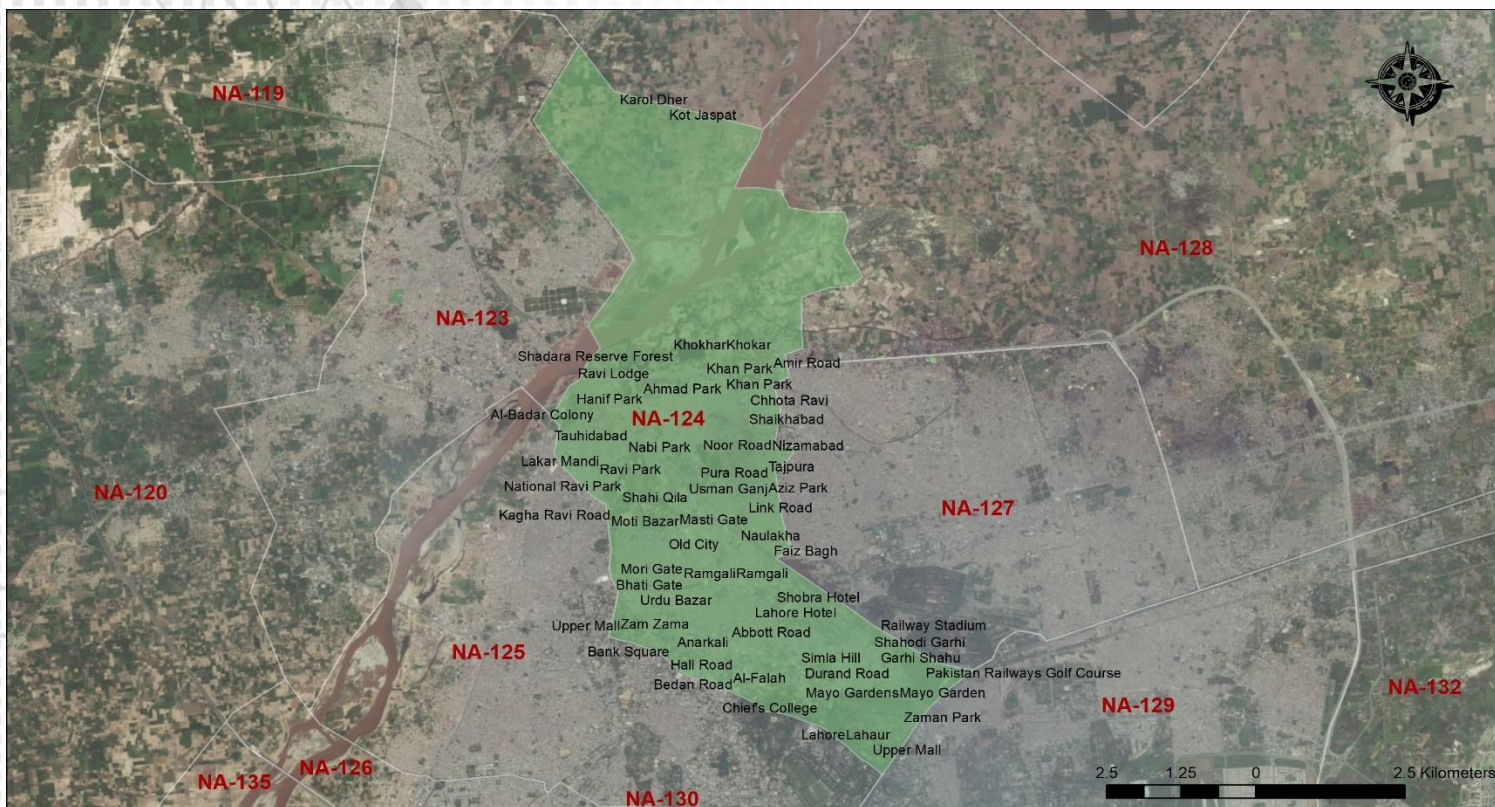 NA-119
Karol Dher
Kot Jaspat
NA-128
NA-123
KhokharKhokar
Shadara Reserve Forest
Amir Road
Khan Park
Ravi Lodge
Khan Park
Ahmad Park
Hanif Park
Chhota Ravi
Al-Badar Colony
NA-124
Shaikhabad
Tauhidabad
Nabi Park
Noor Road
Nizamabad
Lakar Mandi
Ravi Park
Pura Road
Tajpura
National Ravi Park
Usman Ganj
Aziz Park
NA-120
Shahi Qila
Link Road
NA-127
Kagha Ravi Road
Moti Bazar
Masti Gate
Naulakha
Old City
Faiz Bagh
Mori Gate
RamgaliRamgali
Bhati Gate
Urdu Bazar
Shobra Hotel
Lahore Hotel
Upper Mall
Zam Zama
Abbott Road
Railway Stadium
Anarkali
Shahodi Garhi
NA-125
Bank Square
Hall Road
Simla Hill
Garhi Shahu
Durand Road
Pakistan Railways Golf Course
Bedan Road
Al-Falah
Mayo Gardens
Mayo Garden
NA-132
Chief's College
NA-129
Zaman Park
LahoreLahaur
Upper Mall
NA-135
NA-126
NA-130
2.5 1.25 0 2.5 Kilometers